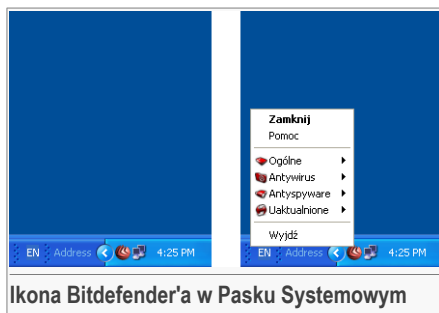 Zamknij
Pomoc
Ogólne
Antywirus
Antyspyware
Uaktualnione
Wyjdź
EN Address 4:25 PM
EN Address 4:25 PM
Ikona Bitdefender'a w Pasku Systemowym